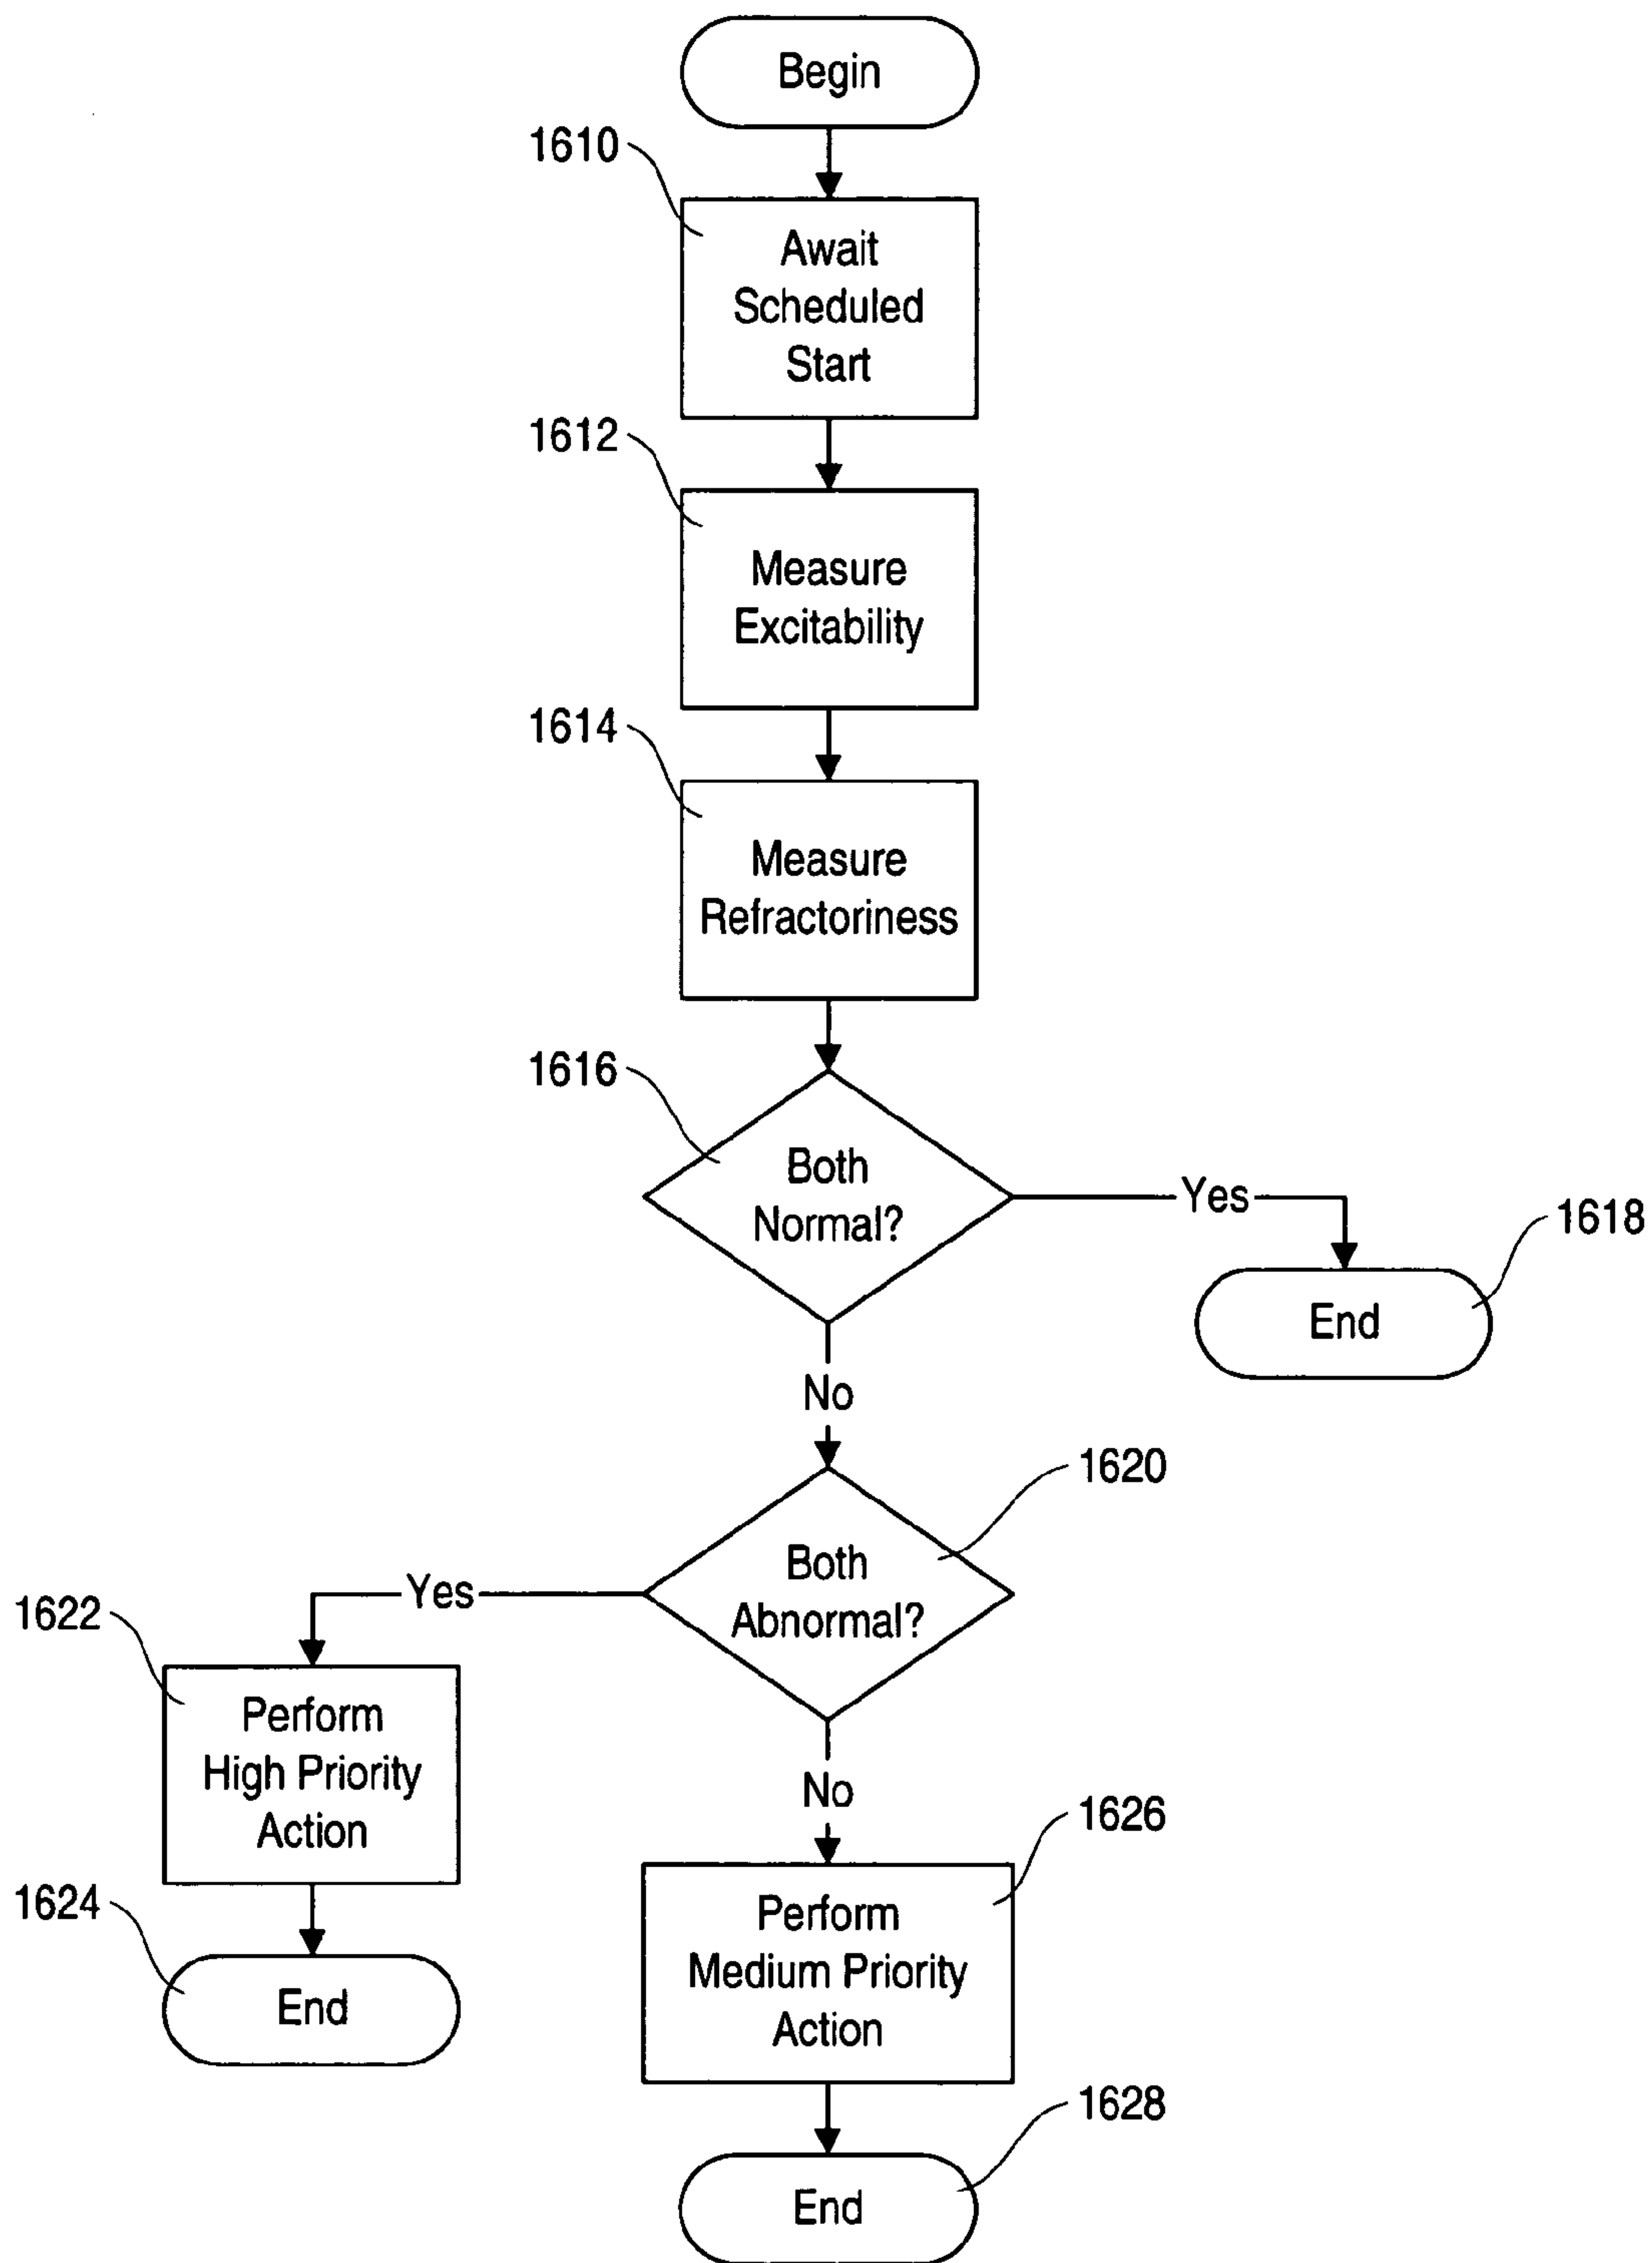 Begin
1610
Await
Scheduled
Start
1612
Measure
Excitability
1614
Measure
Refractoriness
1616
Both
Normal?
Yes
1618
End
No
1620
Both
Abnormal?
Yes
1622
Perform
High Priority
Action
1624
End
No
1626
Perform
Medium Priority
Action
1628
End